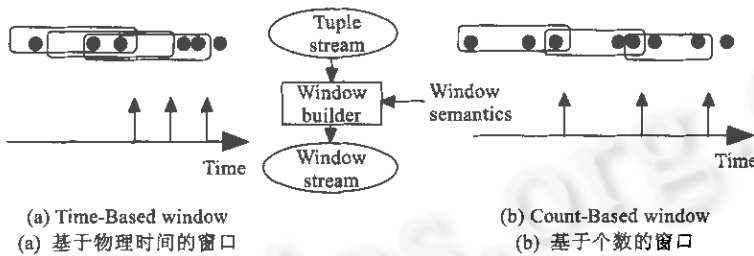 Tuple
stream
Window
builder
Window
semantics
Window
stream
Time
Time
(a) Time-Based window
(a) 基于物理时间的窗口
(b) Count-Based window
(b) 基于个数的窗口